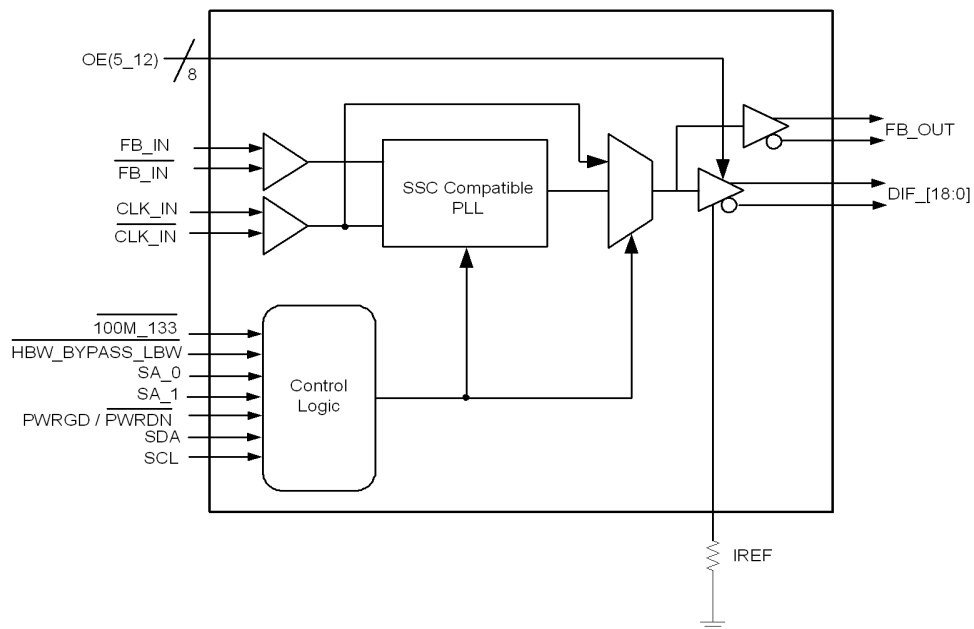 OE(5_12)
8
FB_IN
FB_IN
CLK_IN
CLK_IN
SSC Compatible
PLL
FB_OUT
DIF_[18:0]
100M_133
HBW_BYPASS_LBW
SA_0
SA_1
PWRGD / PWRDN
SDA
SCL
Control
Logic
IREF